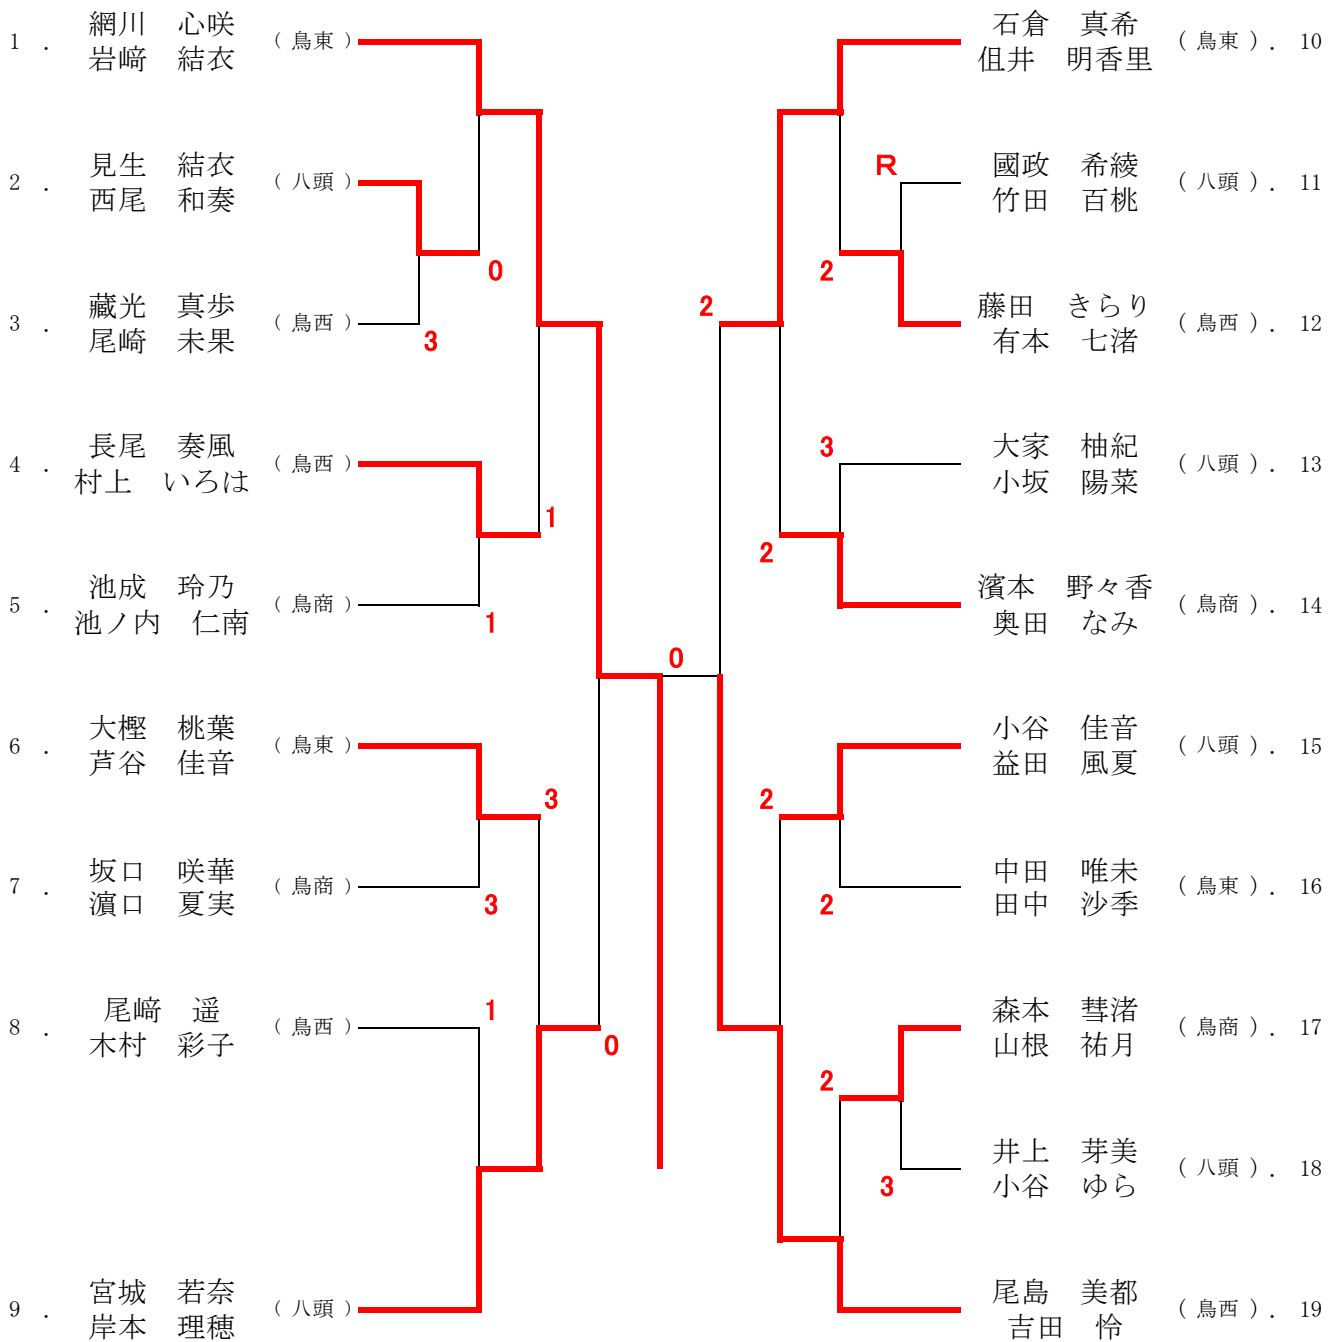 1 . 網川 心咲 ( 鳥東 )
岩﨑 結衣
2 . 見生 結衣 ( 八頭 )
西尾 和奏
0
3 . 藏光 真歩 ( 鳥西 )
尾崎 未果
3
4 . 長尾 奏風 ( 鳥西 )
村上 いろは
1
5 . 池成 玲乃 ( 鳥商 )
池ノ内 仁南
1
0
6 . 大樫 桃葉 ( 鳥東 )
芦谷 佳音
3
7 . 坂口 咲華 ( 鳥商 )
濵口 夏実
3
8 . 尾﨑 遥 ( 鳥西 )
木村 彩子
1
0
9 . 宮城 若奈 ( 八頭 )
岸本 理穂
石倉 真希 ( 鳥東 ) . 10
伹井 明香里
R
國政 希綾 ( 八頭 ) . 11
竹田 百桃
2
2
藤田 きらり ( 鳥西 ) . 12
有本 七渚
3
大家 柚紀 ( 八頭 ) . 13
小坂 陽菜
2
濱本 野々香 ( 鳥商 ) . 14
奥田 なみ
小谷 佳音 ( 八頭 ) . 15
益田 風夏
2
中田 唯未 ( 鳥東 ) . 16
田中 沙季
2
森本 彗渚 ( 鳥商 ) . 17
山根 祐月
2
井上 芽美 ( 八頭 ) . 18
小谷 ゆら
3
尾島 美都 ( 鳥西 ) . 19
吉田 怜